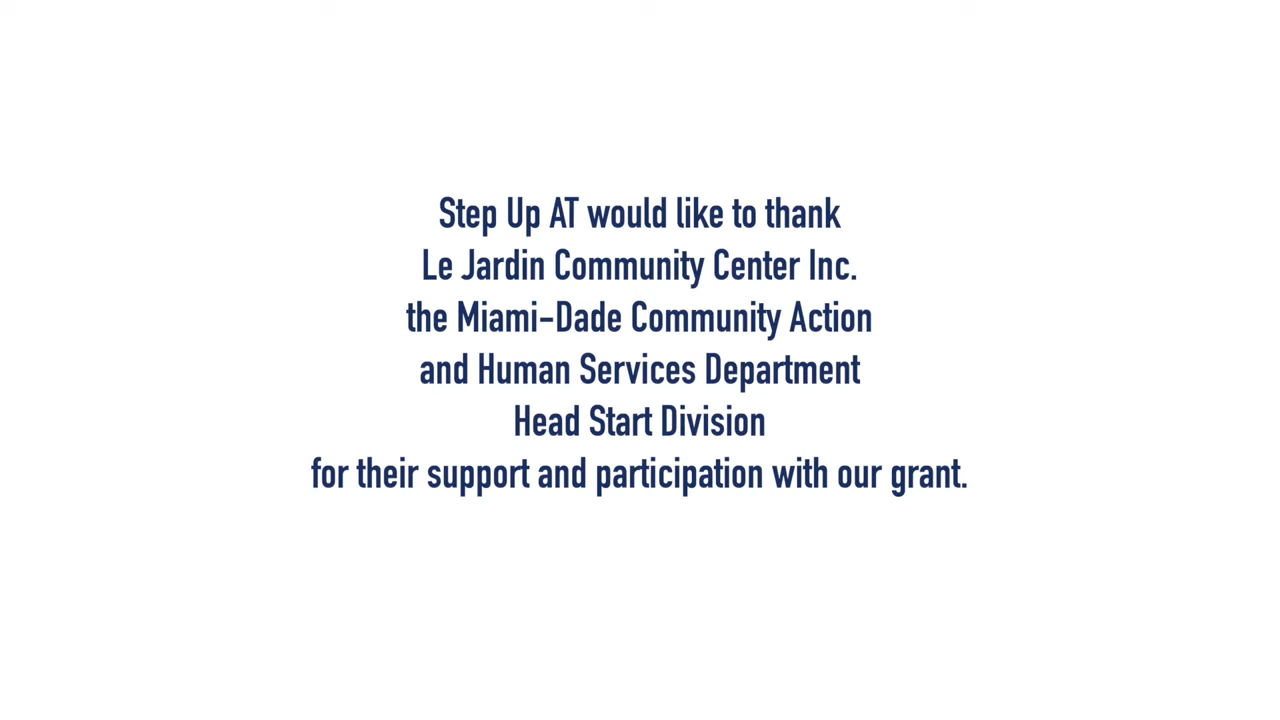 Step Up AT would like to thank
Le Jardin Community Center Inc.
the Miami-Dade Community Action
and Human Services Department
Head Start Division
for their support and participation with our grant.